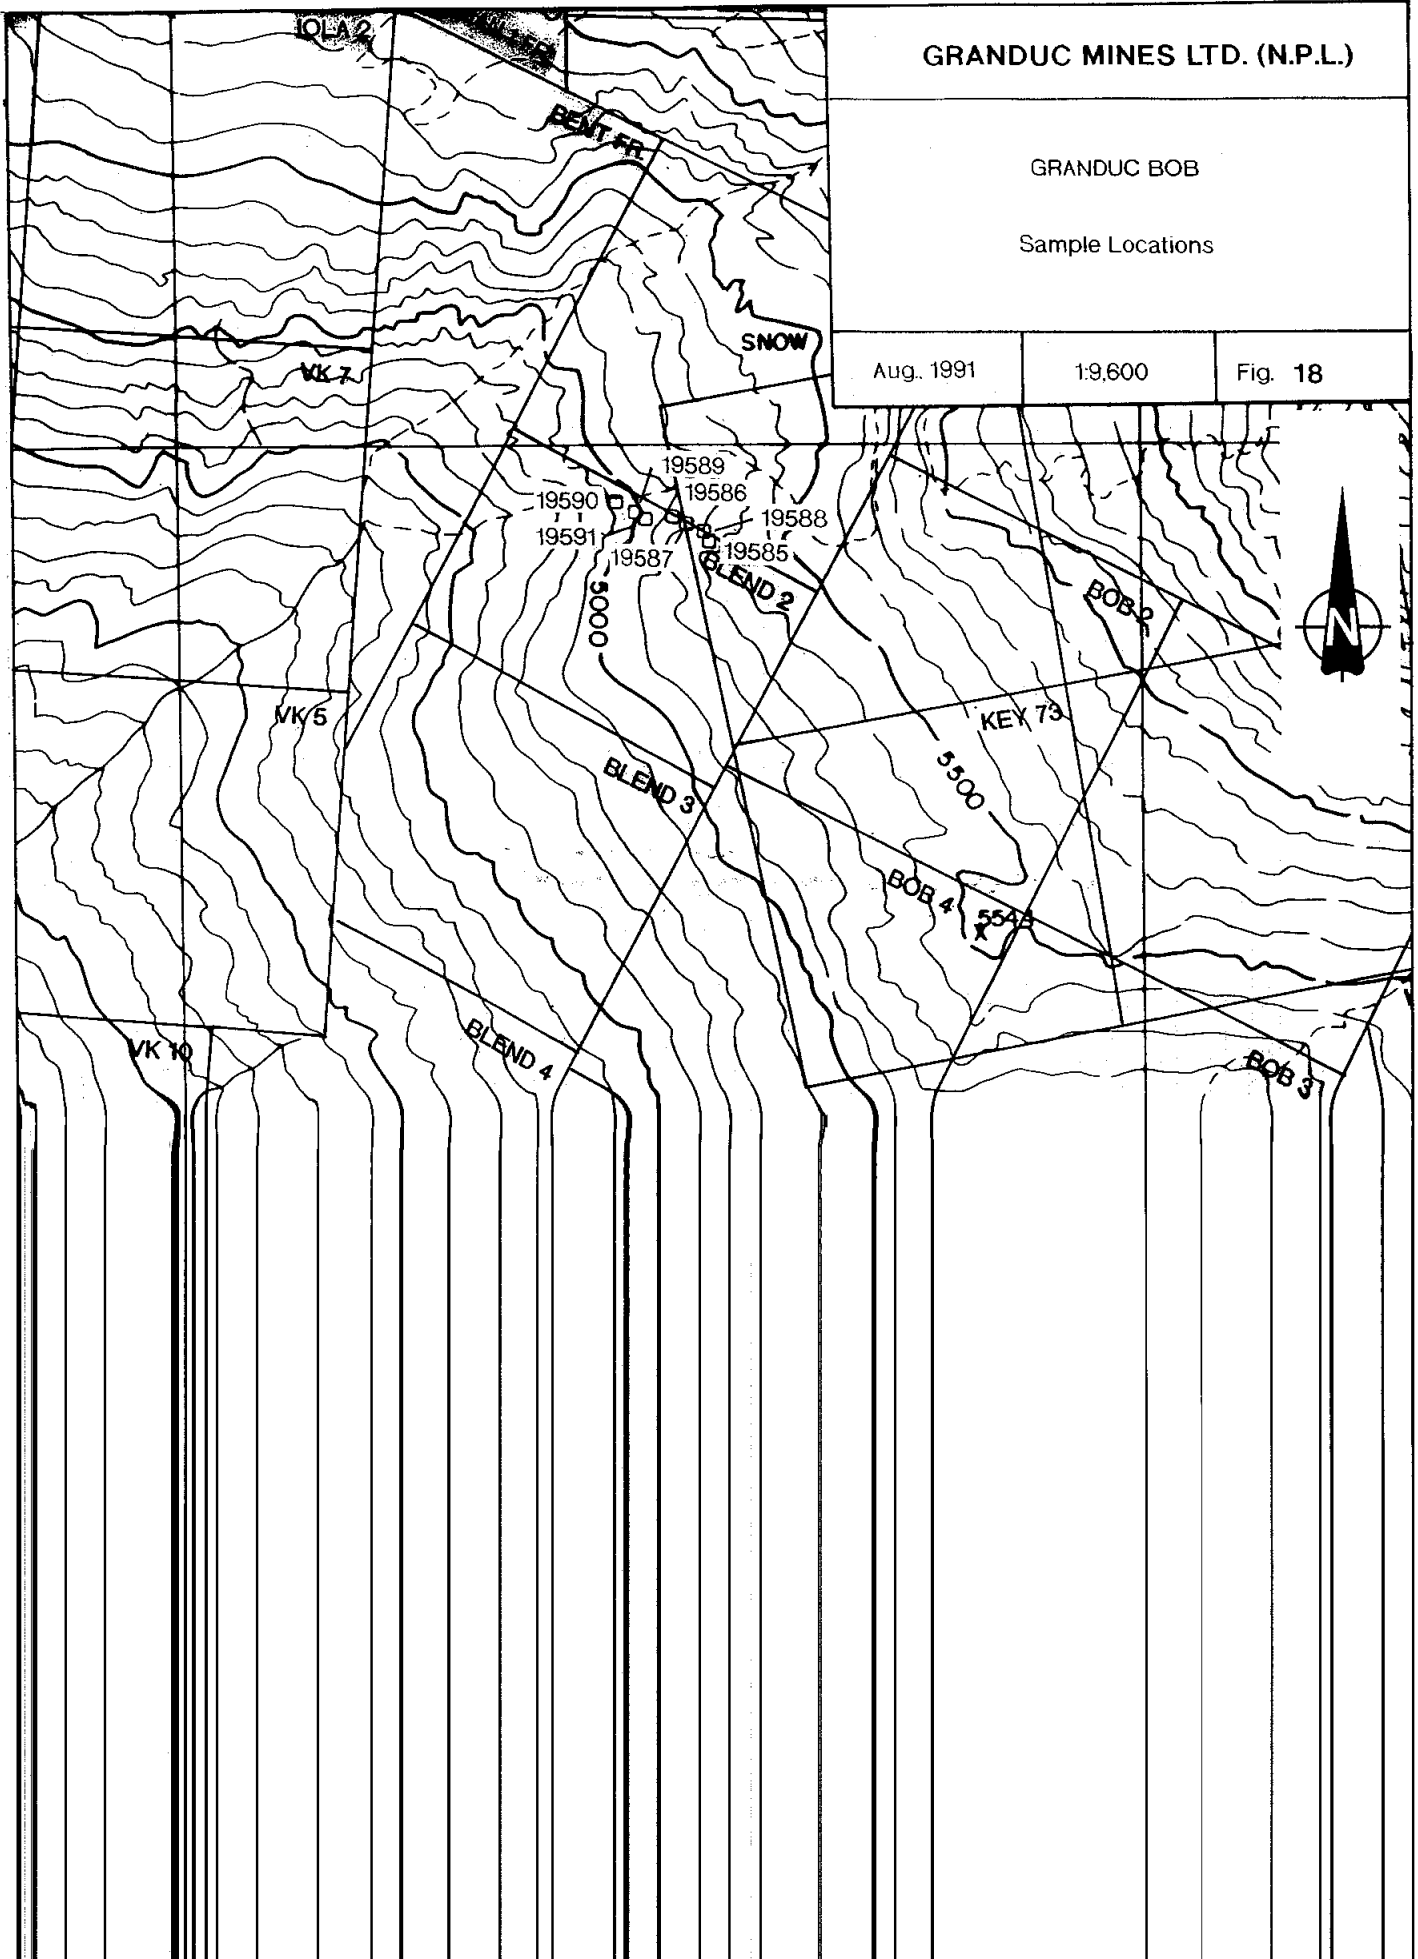 GRANDUC MINES LTD. (N.P.L.)
GRANDUC BOB
Sample Locations
Aug. 1991
1:9,600
Fig. 18
IOLA 2
BENT FR.
SNOW
VK 7
19589
19586
19590
19588
19591
19587
19585
BLEND 2
5000
BOB 2
N
VK 5
KEY 73
BLEND 3
5500
BOB 4
BLEND 4
VK 10
BOB 3